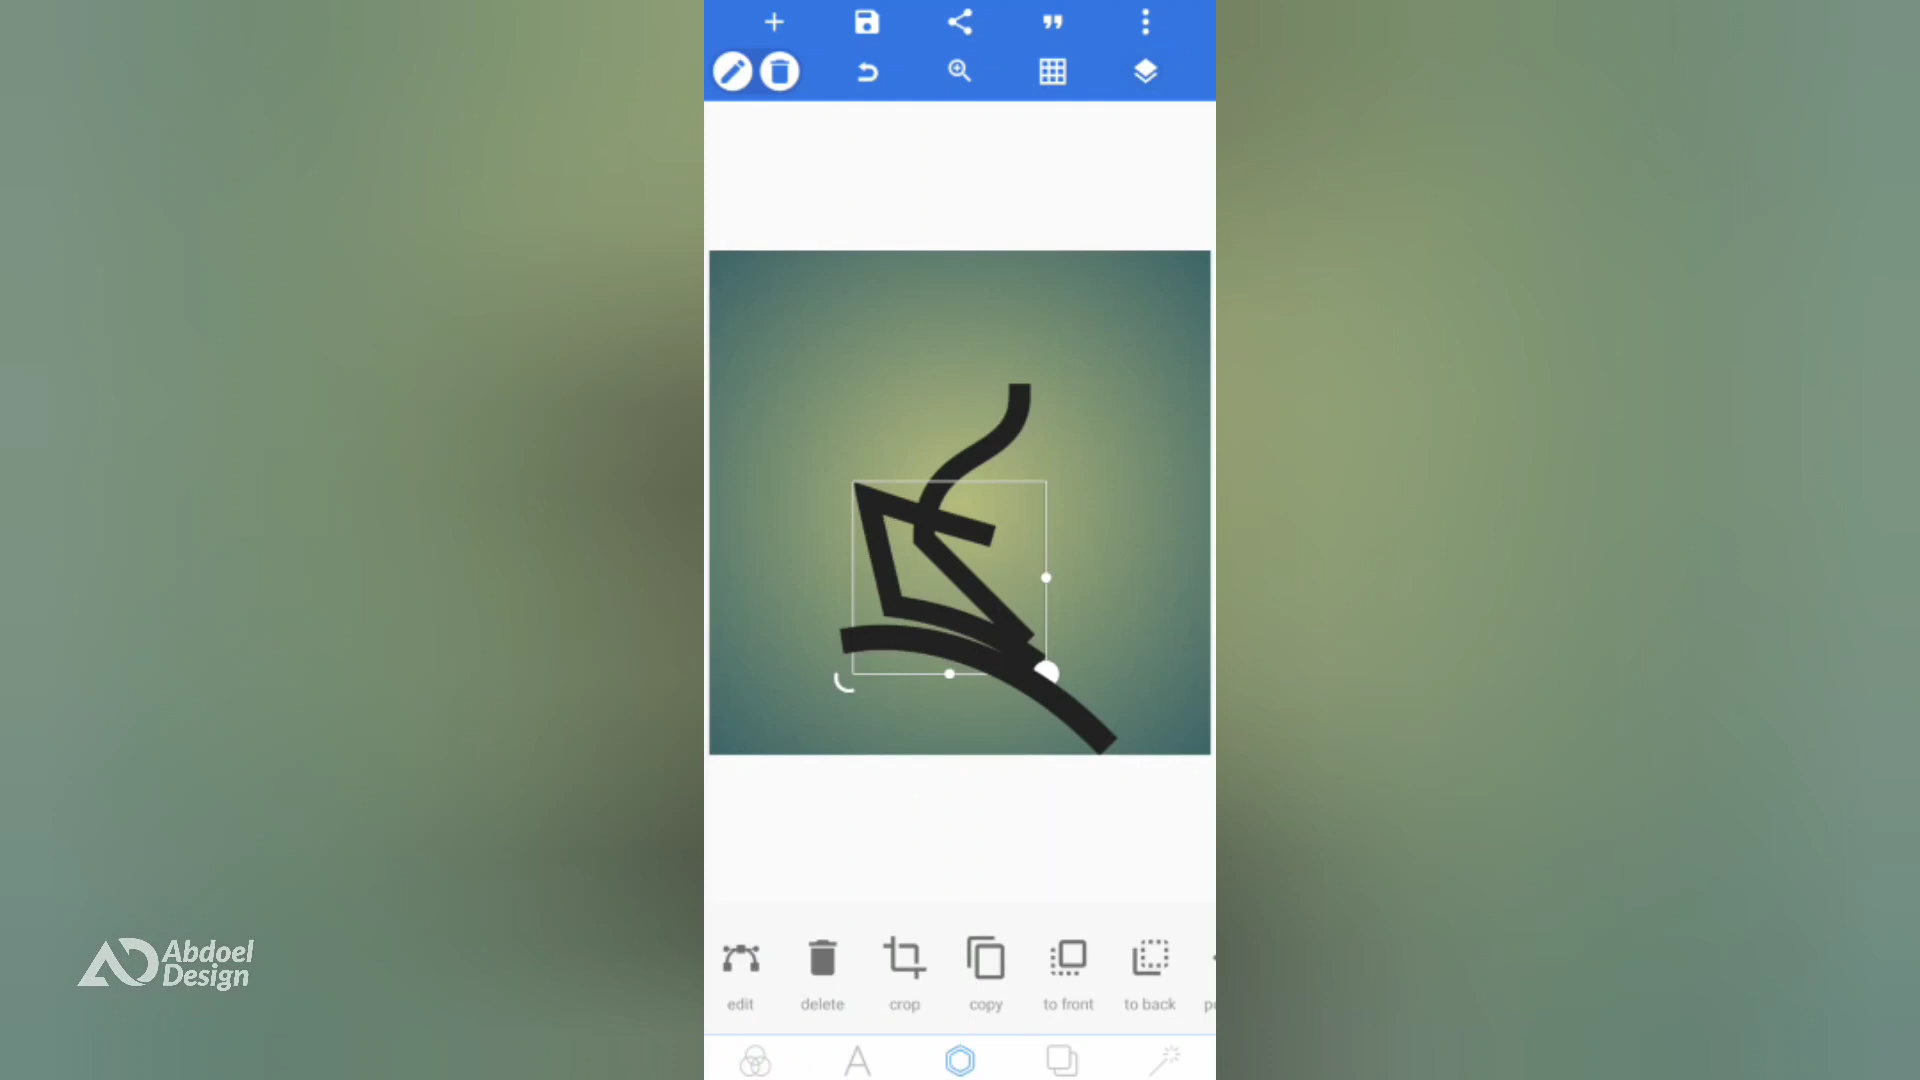 edit
delete
crop
copy
to front
to back
Abdoel
Design